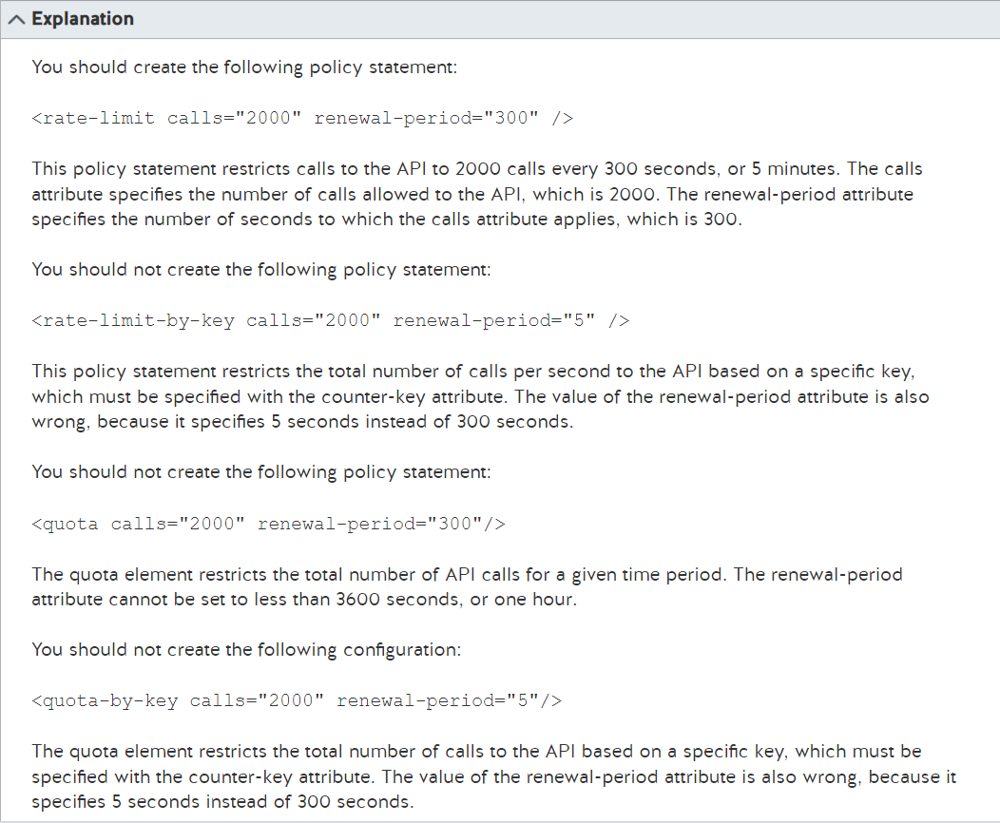 Explanation
You should create the following policy statement:
<rate-limit calls="2000" renewal-period="300" />
This policy statement restricts calls to the API to 2000 calls every 300 seconds, or 5 minutes. The calls
attribute specifies the number of calls allowed to the API, which is 2000. The renewal-period attribute
specifies the number of seconds to which the calls attribute applies, which is 300.
You should not create the following policy statement:
<rate-limit-by-key calls="2000" renewal-period="5" />
This policy statement restricts the total number of calls per second to the API based on a specific key,
which must be specified with the counter-key attribute. The value of the renewal-period attribute is also
wrong, because it specifies 5 seconds instead of 300 seconds.
You should not create the following policy statement:
<quota calls="2000" renewal-period="300"/>
The quota element restricts the total number of API calls for a given time period. The renewal-period
attribute cannot be set to less than 3600 seconds, or one hour.
You should not create the following configuration:
<quota-by-key calls="2000" renewal-period="5"/>
The quota element restricts the total number of calls to the API based on a specific key, which must be
specified with the counter-key attribute. The value of the renewal-period attribute is also wrong, because it
specifies 5 seconds instead of 300 seconds.